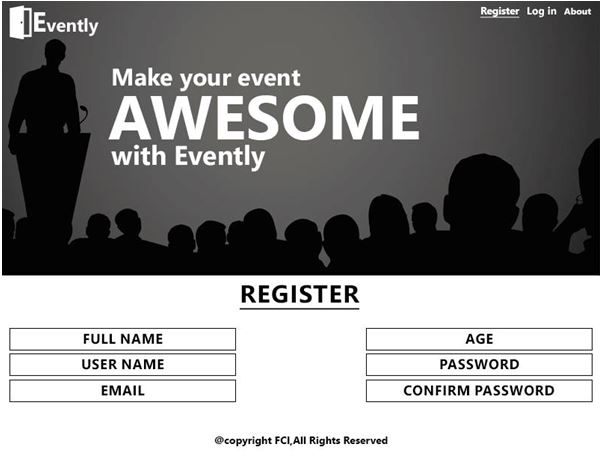 Evently
Register Log in About
Make your event
AWESOME
with Evently
REGISTER
FULL NAME
AGE
USER NAME
PASSWORD
EMAIL
CONFIRM PASSWORD
@copyright FCI,All Rights Reserved